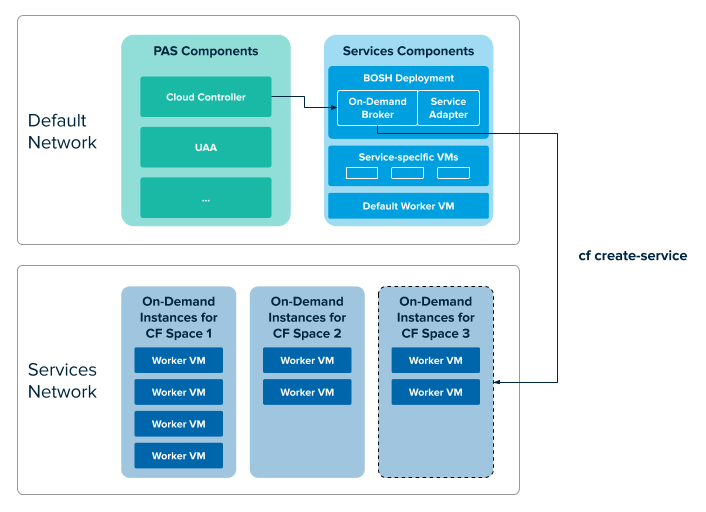 Default
Network
PAS Components
Cloud Controller
UAA
...
Services Components
BOSH Deployment
On-Demand
Broker
Service
Adapter
Service-specific VMs
Default Worker VM
cf create-service
Services
Network
On-Demand
Instances for
CF Space 1
Worker VM
Worker VM
Worker VM
Worker VM
On-Demand
Instances for
CF Space 2
Worker VM
Worker VM
On-Demand
Instances for
CF Space 3
Worker VM
Worker VM